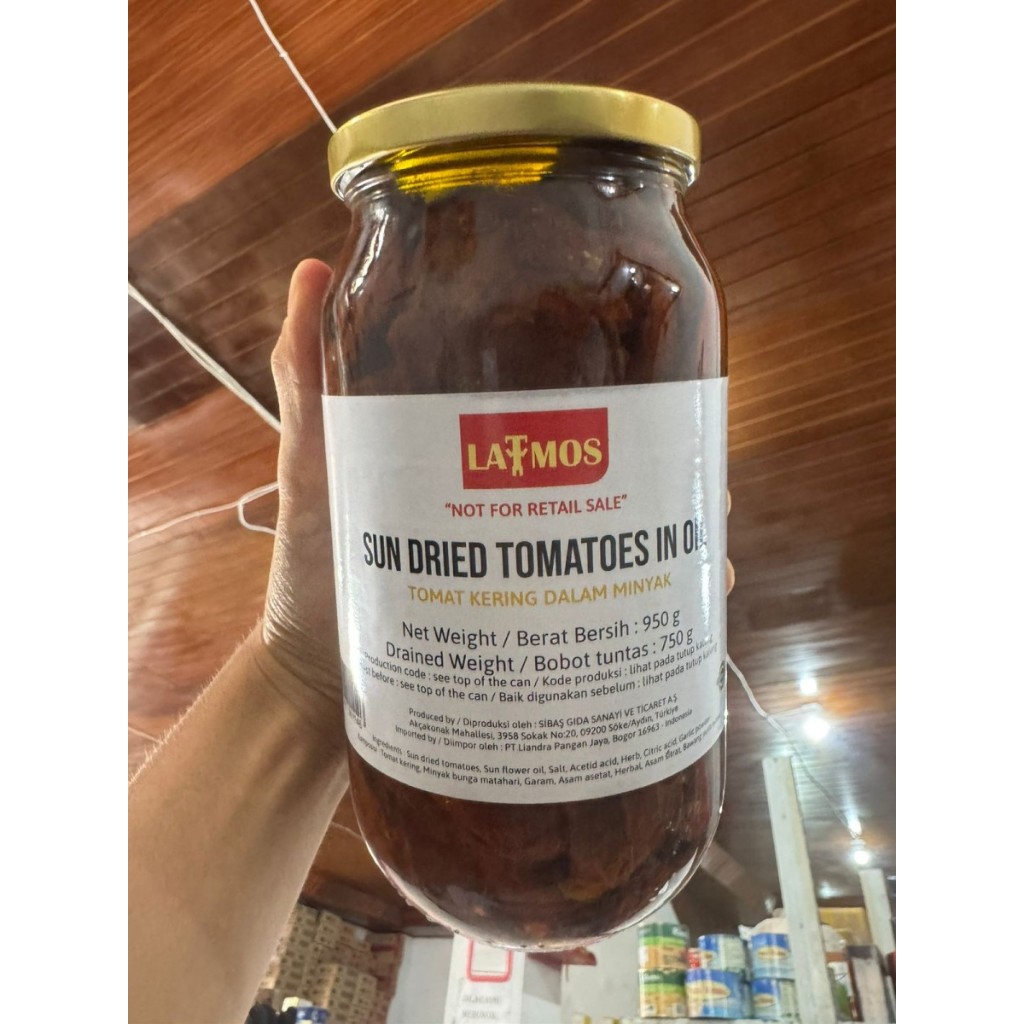 LATMOS
"NOT FOR RETAIL SALE"
SUN DRIED TOMATOES IN OIL
TOMAT KERING DALAM MINYAK
Net Weight / Berat Bersih : 950 g
Drained Weight / Bobot tuntas : 750 g
production code : see top of the can / Kode produksi : lihat pada tutup kaleng
before : see top of the can / Baik digunakan sebelum : lihat pada tutup kaleng
Produced by / Diproduksi oleh : SİBAŞ GIDA SANAYİ VE TİCARET A.Ş
Akçakonak Mahallesi, 3958 Sokak No:20, 09200 Söke/Aydın, Türkiye
Imported by / Diimpor oleh : PT Liandra Pangan Jaya, Bogor 16963 - Indonesia
Ingredients : Sun dried tomatoes, Sun flower oil, Salt, Acetid acid, Herb, Citric acid, Garlic powder
Tomat kering, Minyak bunga matahari, Garam, Asam asetat, Herbal, Asam sitrat, Bawang